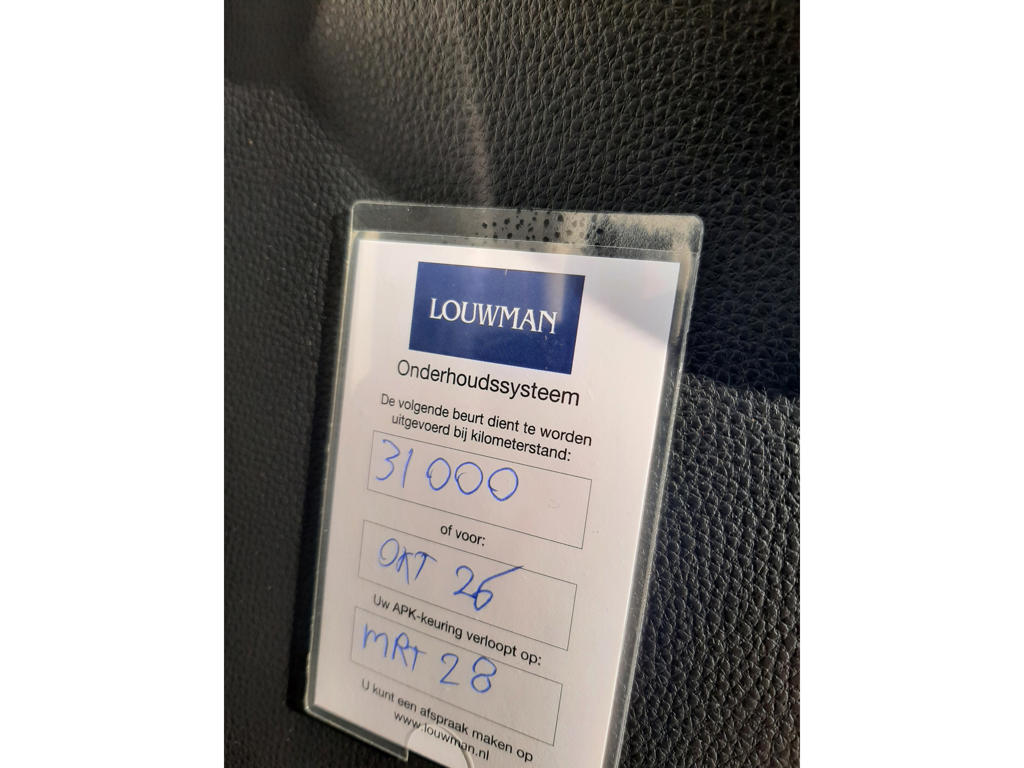 LOUWMAN
Onderhoudssysteem
De volgende beurt dient te worden
uitgevoerd bij kilometerstand:
31000
of voor:
OKT 26
Uw APK-keuring verloopt op:
MRT 28
U kunt een afspraak maken op
www.louwman.nl